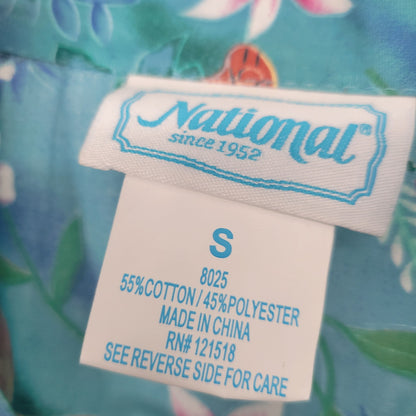 National®
since 1952
S
8025
55%COTTON/45%POLYESTER
MADE IN CHINA
RN# 121518
SEE REVERSE SIDE FOR CARE